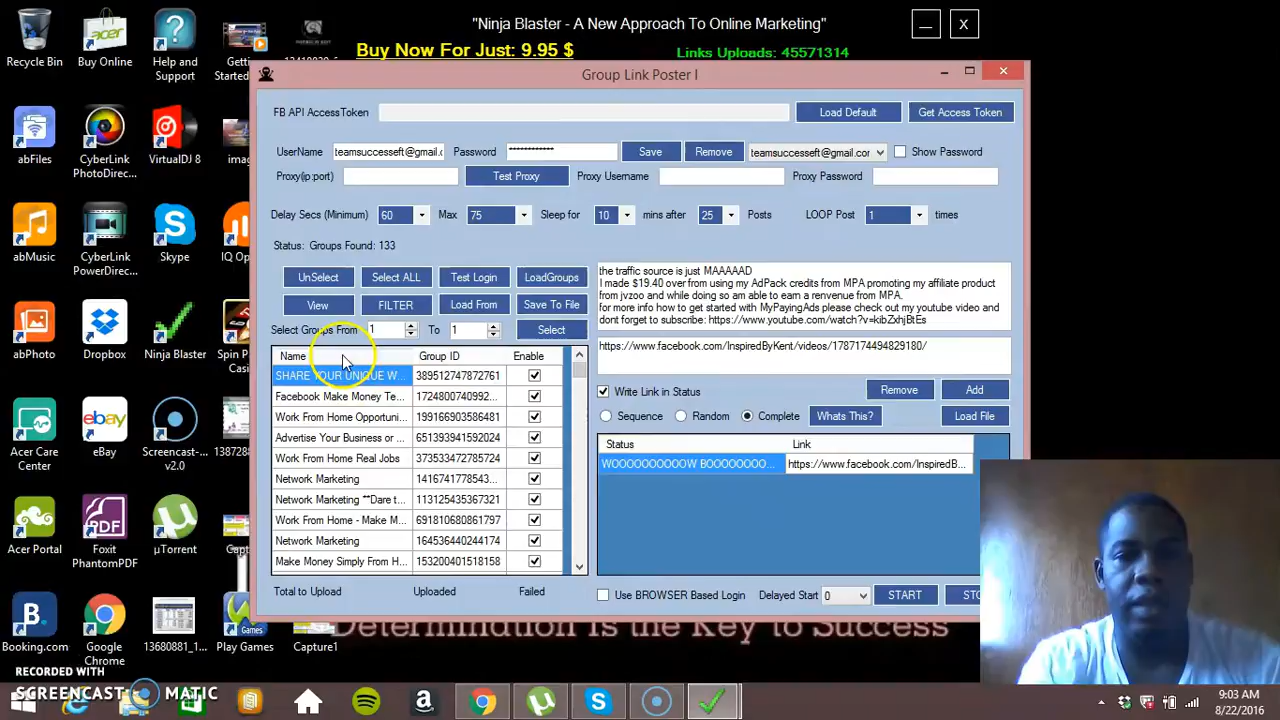 "Ninja Blaster - A New Approach To Online Marketing"
Buy Now For Just: 9.95 $
Links Uploads: 45571314
Recycle Bin
Buy Online
Help and Support
Group Link Poster I
FB API AccessToken
Load Default
Get Access Token
UserName
teamsuccesseft@gmail.c
Password
************
Save
Remove
teamsuccesseft@gmail.com
Show Password
Proxy(ip:port)
Test Proxy
Proxy Username
Proxy Password
Delay Secs (Minimum)
60
Max
75
Sleep for
10
mins after
25
Posts
LOOP Post
1
times
Status: Groups Found: 133
UnSelect
Select ALL
Test Login
LoadGroups
View
FILTER
Load From
Save To File
Select Groups From
1
To
1
Select
the traffic source is just MAAAAAD
I made $19.40 over from using my AdPack credits from MPA promoting my affiliate product
from jvzoo and while doing so am able to earn a renvenue from MPA.
for more info how to get started with MyPayingAds please check out my youtube video and
dont forget to subscribe: https://www.youtube.com/watch?v=kibZxhjBtEs
https://www.facebook.com/InspiredByKent/videos/1787174494829180/
Write Link in Status
Remove
Add
Sequence
Random
Complete
Whats This?
Load File
Name Group ID Enable
SHARE YOUR UNIQUE W... 389512747872761
Facebook Make Money Te... 1724800740992...
Work From Home Opportuni... 199166903586481
Advertise Your Business or ... 651393941592024
Work From Home Real Jobs 373533472785724
Network Marketing 1416741778543...
Network Marketing **Dare t... 113125435367321
Work From Home - Make M... 691810680861797
Network Marketing 164536440244174
Make Money Simply From H... 153200401518158
Status Link
WOOOOOOOOOOW BOOOOOOOO... https://www.facebook.com/InspiredB...
Total to Upload
Uploaded
Failed
Use BROWSER Based Login
Delayed Start
0
START
abFiles
CyberLink PhotoDirec...
VirtualDJ 8
abMusic
CyberLink PowerDirec...
Skype
abPhoto
Dropbox
Ninja Blaster
Acer Care Center
eBay
Screencast-... v2.0
Acer Portal
Foxit PhantomPDF
µTorrent
Booking.com
Google Chrome
13680881_1...
Play Games
Capture1
Determination Is the Key to Success
RECORDED WITH
SCREENCAST MATIC
9:03 AM
8/22/2016